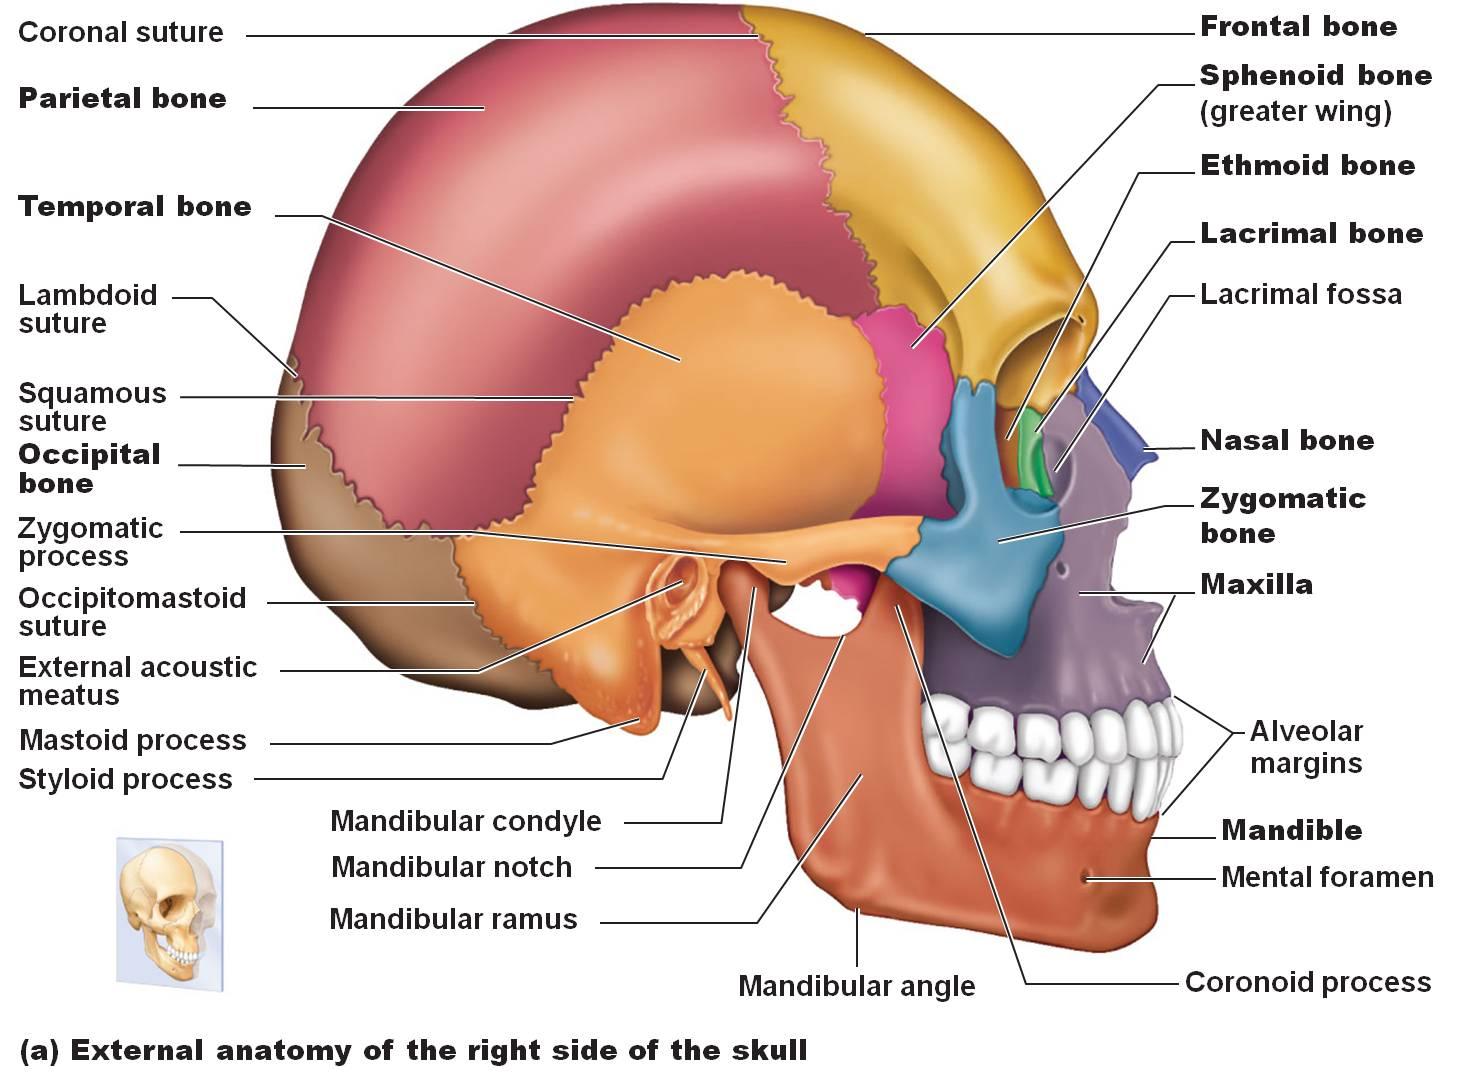 Coronal suture
Parietal bone
Temporal bone
Lambdoid
suture
Squamous
suture
Occipital
bone
Zygomatic
process
Occipitomastoid
suture
External acoustic
meatus
Mastoid process
Styloid process
Mandibular condyle
Mandibular notch
Mandibular ramus
Mandibular angle
Frontal bone
Sphenoid bone
(greater wing)
Ethmoid bone
Lacrimal bone
Lacrimal fossa
Nasal bone
Zygomatic
bone
Maxilla
Alveolar
margins
Mandible
Mental foramen
Coronoid process
(a) External anatomy of the right side of the skull